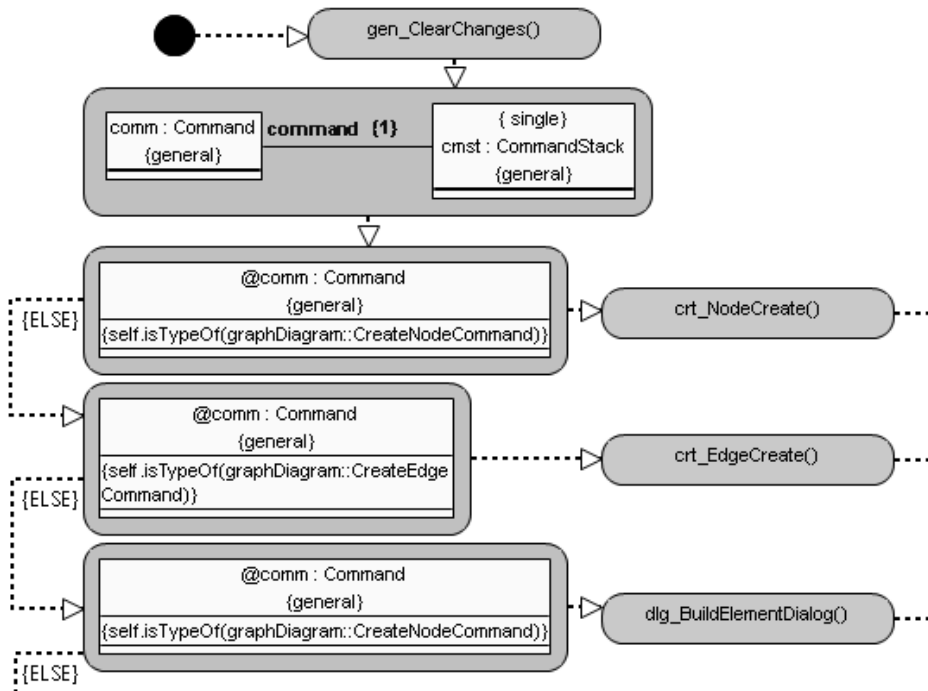 gen_ClearChanges()
comm : Command
{general}
command {1}
{ single}
cmst : CommandStack
{general}
@comm : Command
{general}
{self.isTypeOf(graphDiagram::CreateNodeCommand)}
{ELSE}
crt_NodeCreate()
@comm : Command
{general}
{self.isTypeOf(graphDiagram::CreateEdge
Command)}
{ELSE}
crt_EdgeCreate()
@comm : Command
{general}
{self.isTypeOf(graphDiagram::CreateNodeCommand)}
{ELSE}
dlg_BuildElementDialog()